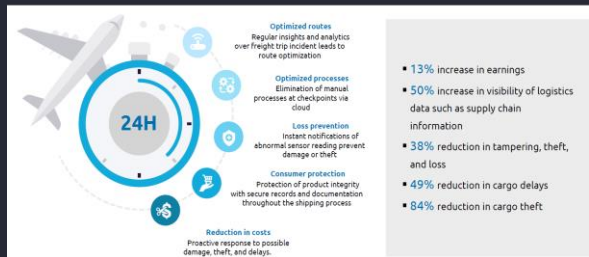 24H
Optimized routes
Regular insights and analytics
over freight trip incident leads to
route optimization
Optimized processes
Elimination of manual
processes at checkpoints via
cloud
Loss prevention
Instant notifications of
abnormal sensor reading prevent
damage or theft
Consumer protection
Protection of product integrity
with secure records and documentation
throughout the shipping process
Reduction in costs
Proactive response to possible
damage, theft, and delays.
▪ 13% increase in earnings
▪ 50% increase in visibility of logistics
data such as supply chain
information
▪ 38% reduction in tampering, theft,
and loss
▪ 49% reduction in cargo delays
▪ 84% reduction in cargo theft